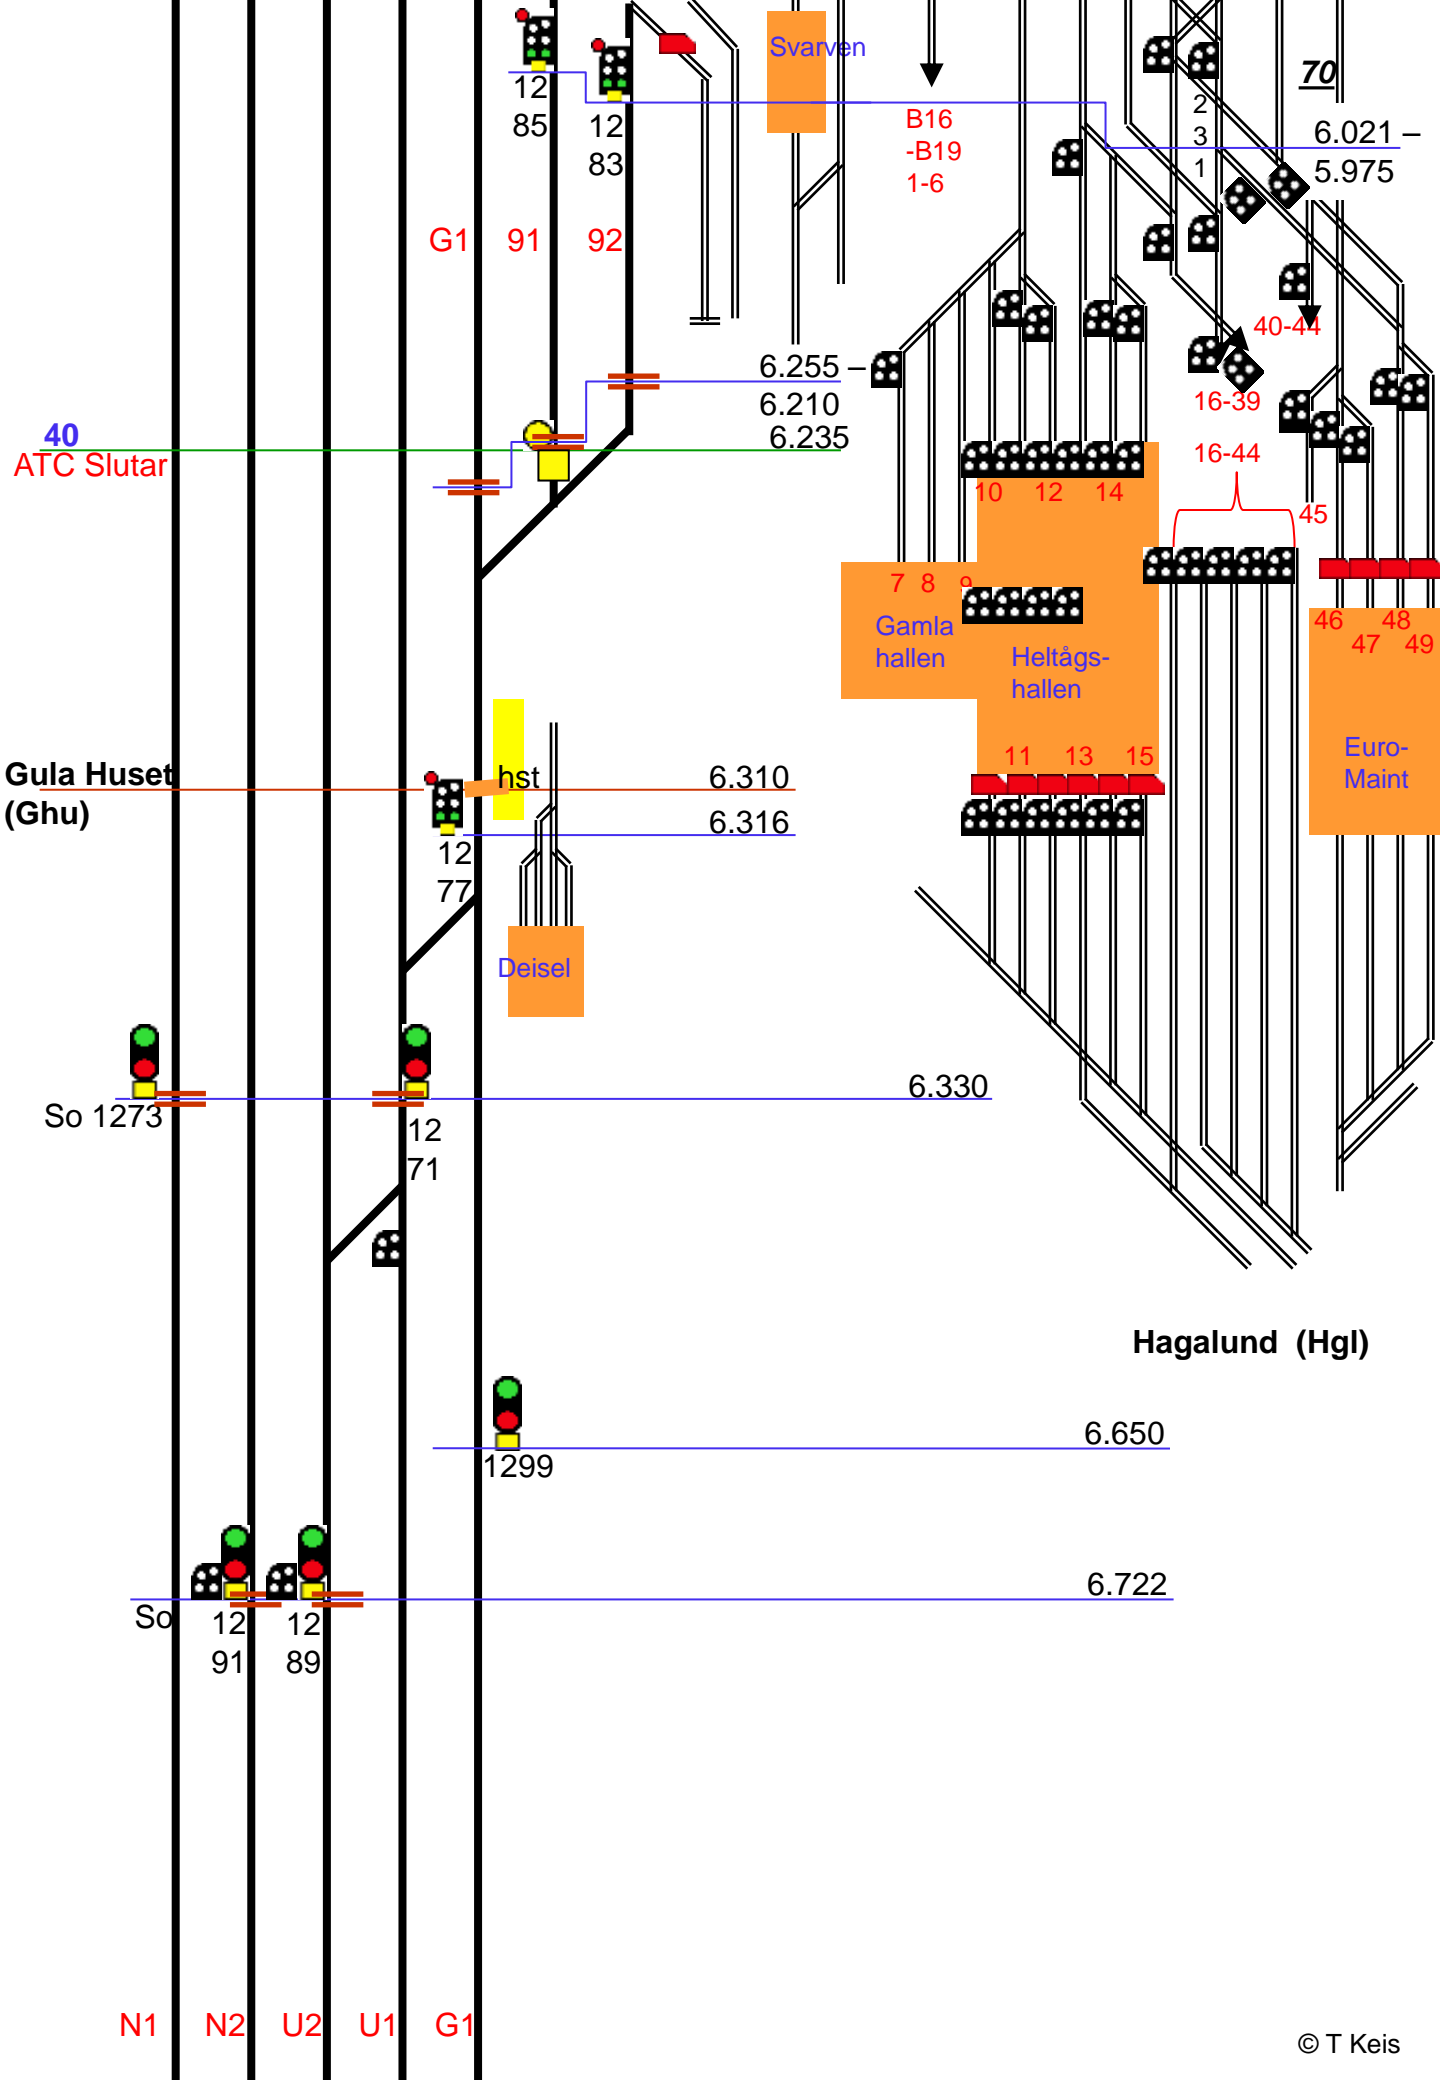 Svarven
70
12
85
12
83
B16
-B19
1-6
2
3
1
6.021 –
5.975
G1
91
92
40-44
6.255 –
6.210
6.235
40
ATC Slutar
16-39
16-44
10
12
14
45
7
8
9
Gamla
hallen
Heltågs-
hallen
46
48
47
49
11
13
15
Euro-
Maint
Gula Huset
(Ghu)
hst
6.310
6.316
12
77
Deisel
So 1273
12
71
6.330
Hagalund (Hgl)
6.650
1299
6.722
So
12
91
12
89
N1
N2
U2
U1
G1
© T Keis